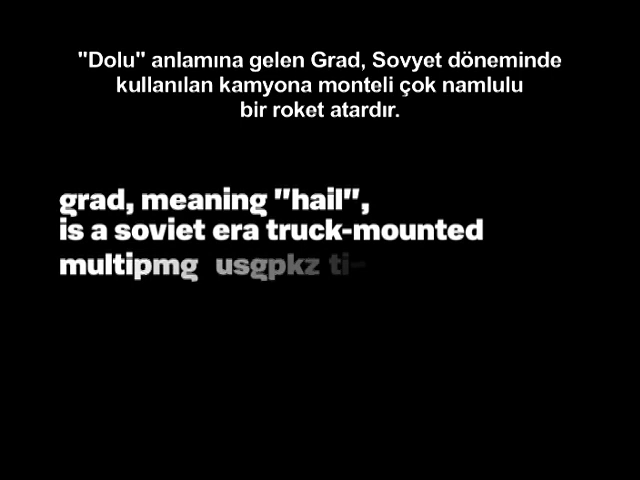 "Dolu" anlamına gelen Grad, Sovyet döneminde
kullanılan kamyona monteli çok namlulu
bir roket atardır.
grad, meaning "hail",
is a soviet era truck-mounted
multipmg usgpkz ti-